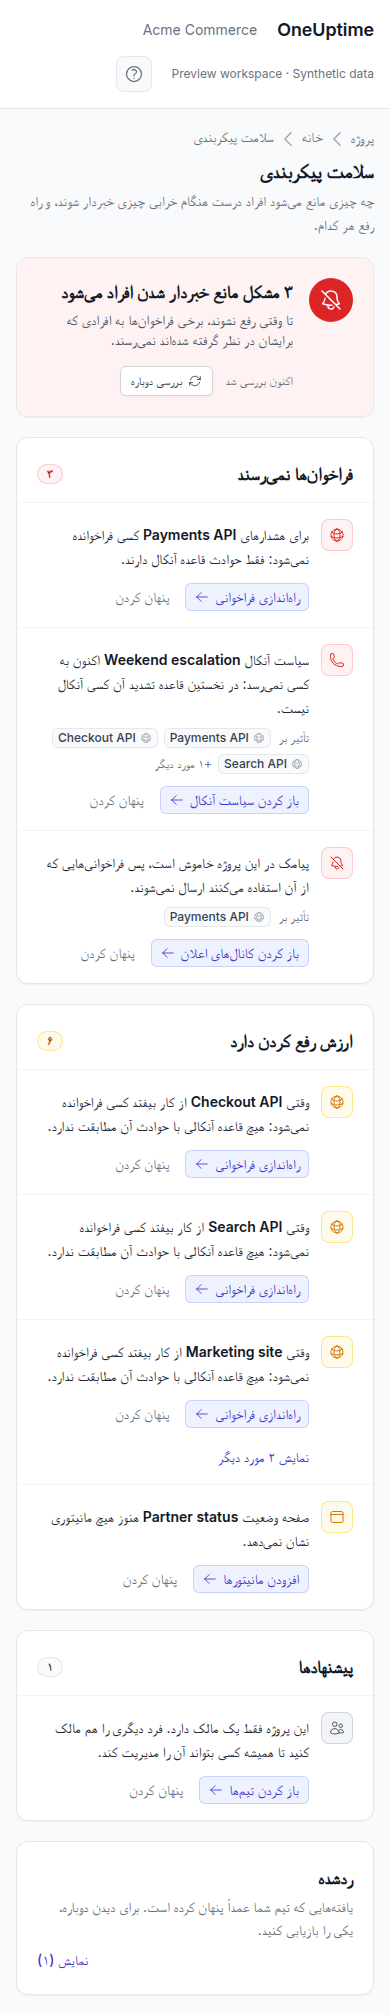 OneUptime Acme Commerce
Preview workspace · Synthetic data
پروژه خانه سلامت پیکربندی
سلامت پیکربندی
چه چیزی مانع می‌شود افراد درست هنگام خرابی چیزی خبردار شوند، و راه
رفع هر کدام.
۳ مشکل مانع خبردار شدن افراد می‌شود
تا وقتی رفع نشوند، برخی فراخوان‌ها به افرادی که
برایشان در نظر گرفته شده‌اند نمی‌رسند.
اکنون بررسی شد بررسی دوباره
فراخوان‌ها نمی‌رسند ۳
برای هشدارهای Payments API کسی فراخوانده
نمی‌شود: فقط حوادث قاعده آنکال دارند.
راه‌اندازی فراخوانی پنهان کردن
سیاست آنکال Weekend escalation اکنون به
کسی نمی‌رسد: در نخستین قاعده تشدید آن کسی آنکال
نیست.
تأثیر بر Payments API Checkout API
Search API +۱ مورد دیگر
باز کردن سیاست آنکال پنهان کردن
پیامک در این پروژه خاموش است، پس فراخوانی‌هایی که
از آن استفاده می‌کنند ارسال نمی‌شوند.
تأثیر بر Payments API
باز کردن کانال‌های اعلان پنهان کردن
ارزش رفع کردن دارد ۶
وقتی Checkout API از کار بیفتد کسی فراخوانده
نمی‌شود: هیچ قاعده آنکالی با حوادث آن مطابقت ندارد.
راه‌اندازی فراخوانی پنهان کردن
وقتی Search API از کار بیفتد کسی فراخوانده
نمی‌شود: هیچ قاعده آنکالی با حوادث آن مطابقت ندارد.
راه‌اندازی فراخوانی پنهان کردن
وقتی Marketing site از کار بیفتد کسی فراخوانده
نمی‌شود: هیچ قاعده آنکالی با حوادث آن مطابقت ندارد.
راه‌اندازی فراخوانی پنهان کردن
نمایش ۲ مورد دیگر
صفحه وضعیت Partner status هنوز هیچ مانیتوری
نشان نمی‌دهد.
افزودن مانیتورها پنهان کردن
پیشنهادها ۱
این پروژه فقط یک مالک دارد. فرد دیگری را هم مالک
کنید تا همیشه کسی بتواند آن را مدیریت کند.
باز کردن تیم‌ها پنهان کردن
ردشده
یافته‌هایی که تیم شما عمداً پنهان کرده است. برای دیدن دوباره،
یکی را بازیابی کنید.
نمایش (۱)